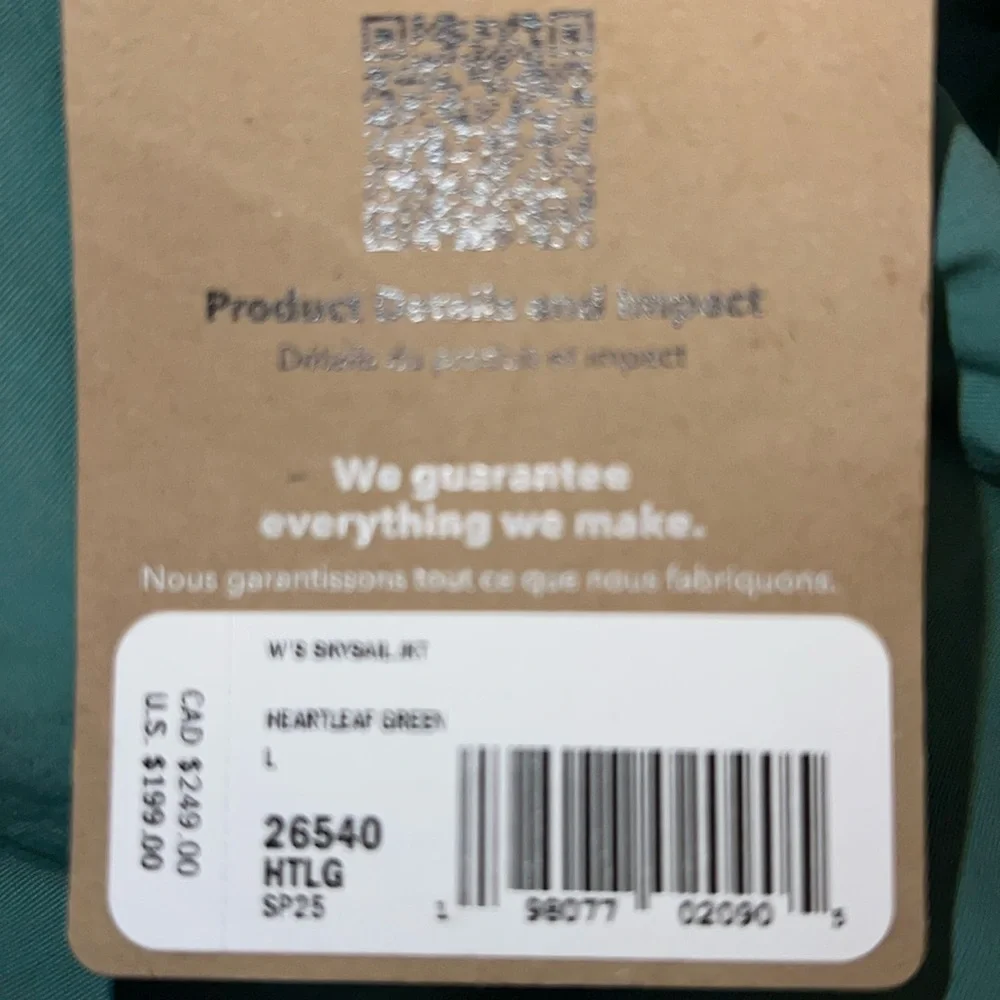 Product Details and Impact
Détails du produit et impact
We guarantee
everything we make.
Nous garantissons tout ce que nous fabriquons.
W'S SKYSAIL JKT
HEARTLEAF GREEN
L
26540
HTLG
SP25
CAD $249.00
U.S. $199.00
1 98077 02090 5